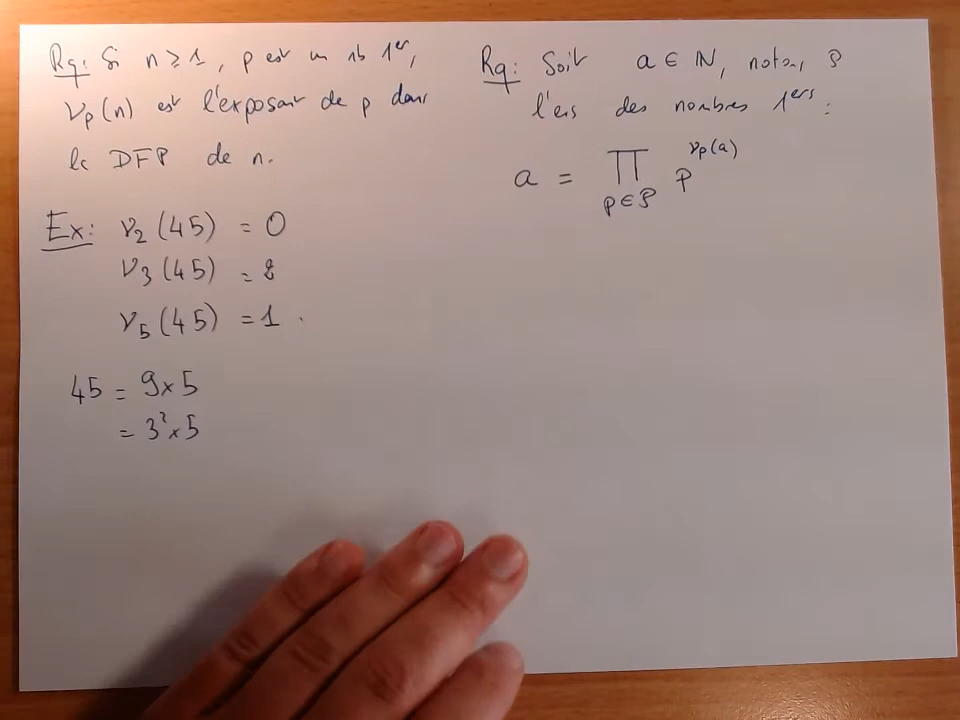 Rq: Si n ≥ 1, p est un nb 1er,
νp(n) est l'exposant de p dans
la DFP de n.
Ex: ν2(45) = 0
ν3(45) = 2
ν5(45) = 1.
45 = 9 × 5
= 3² × 5
Rq: Soit a ∈ ℕ, notons P
l'ens des nombres 1ers :
a = ∏ p^νp(a)
p ∈ P